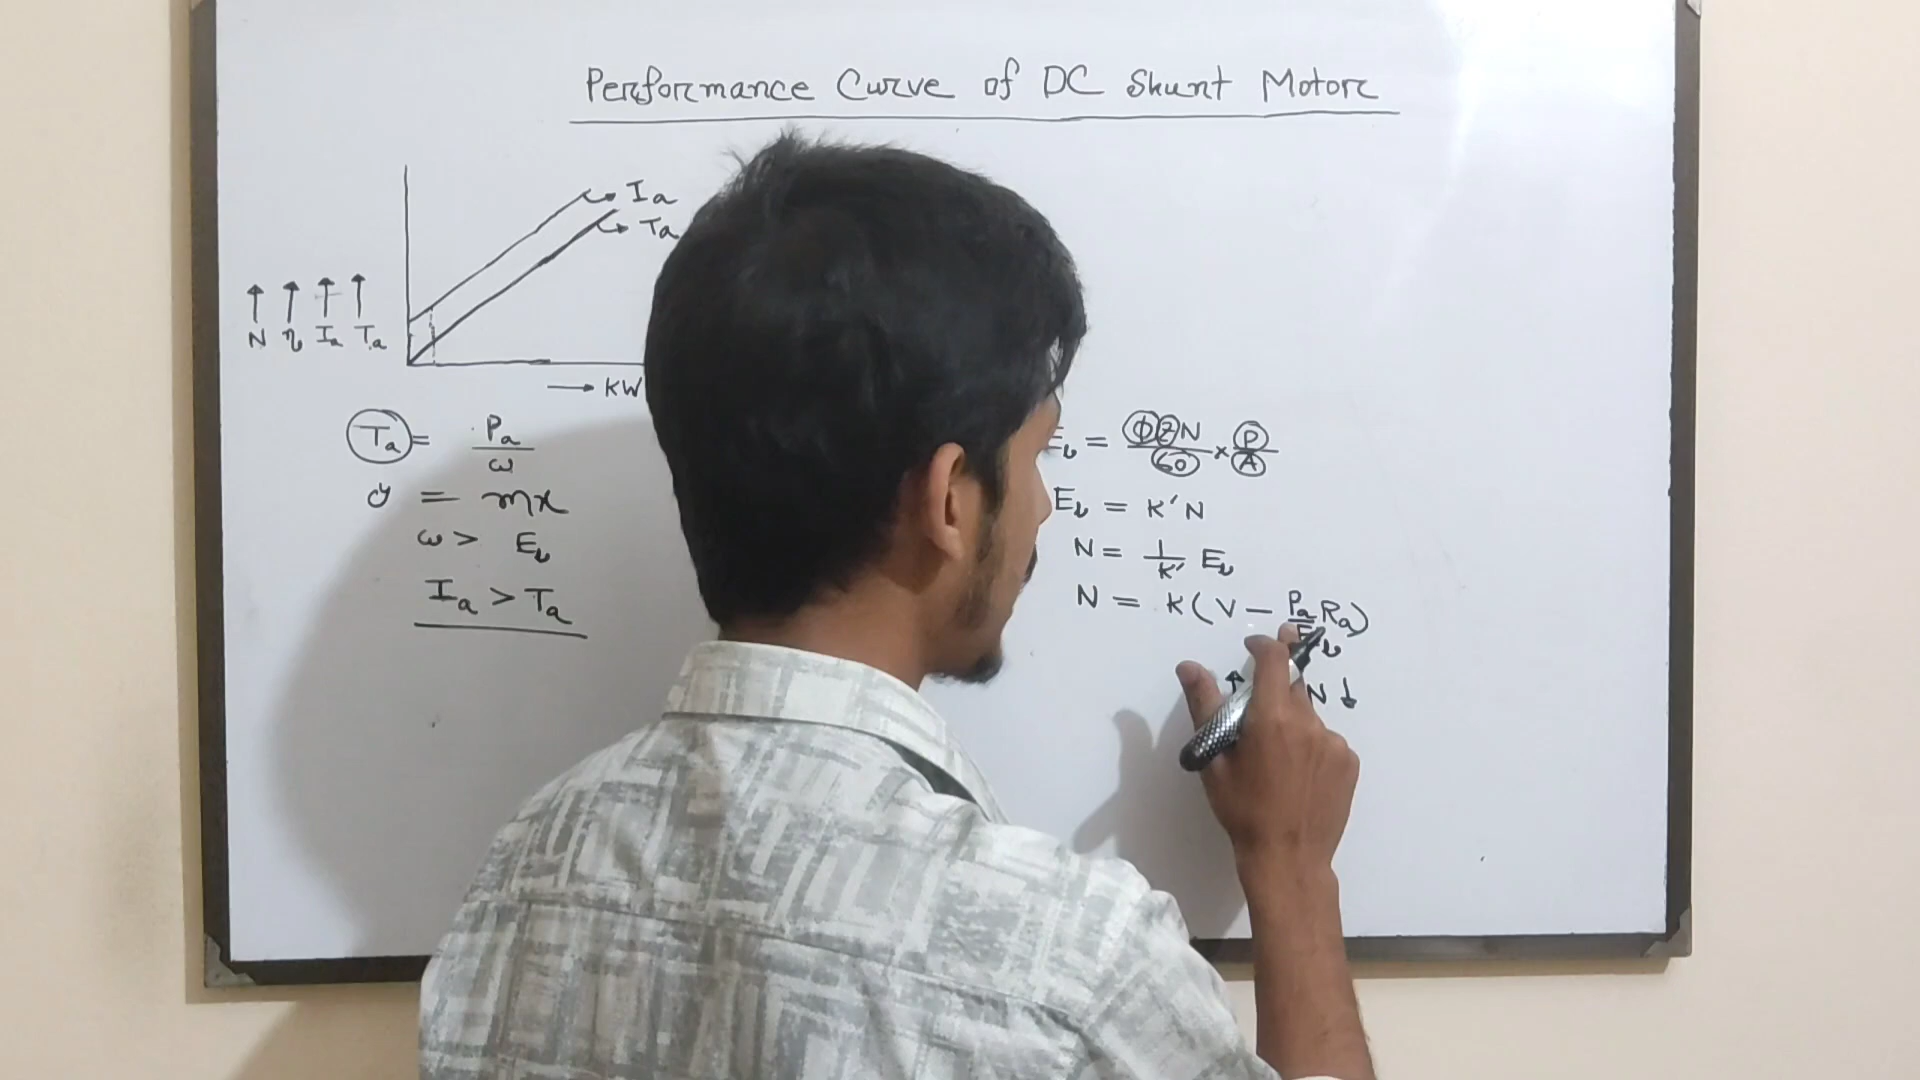 Performance Curve of DC Shunt Motor
Ia
Ta
N η Ia Ta
→ KW
Ta = Pa/ω
y = mx
ω > Eb
Ia > Ta
Eb = ΦZN/60 × P/A
Eb = K'N
N = 1/K' Eb
N = K(V - Pa/Eb Ra)
N ↓